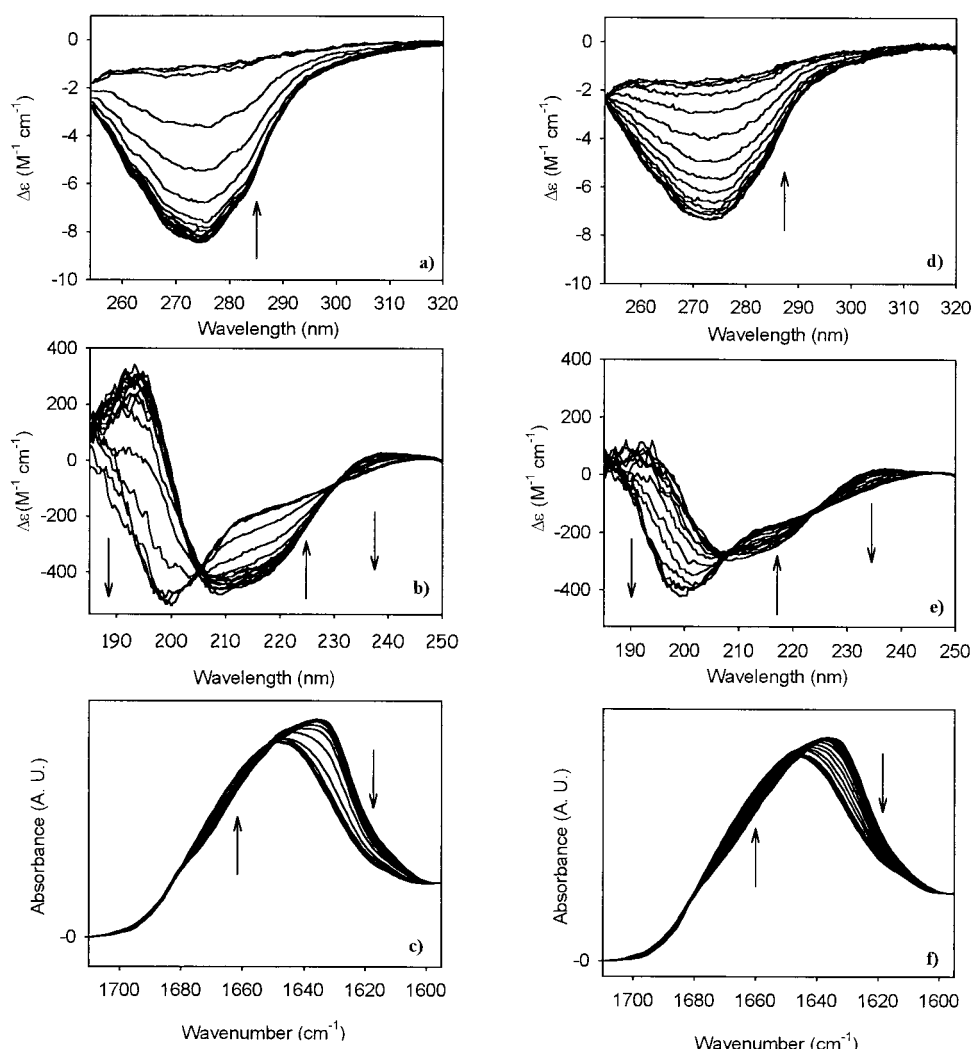 0
-2
-4
-6
-8
-10
Δε (M⁻¹ cm⁻¹)
a)
260 270 280 290 300 310 320
Wavelength (nm)
0
-2
-4
-6
-8
-10
Δε (M⁻¹ cm⁻¹)
d)
260 270 280 290 300 310 320
Wavelength (nm)
400
200
0
-200
-400
Δε(M⁻¹ cm⁻¹)
b)
190 200 210 220 230 240 250
Wavelength (nm)
400
200
0
-200
-400
Δε (M⁻¹ cm⁻¹)
e)
190 200 210 220 230 240 250
Wavelength (nm)
Absorbance (A. U.)
-0
c)
1700 1680 1660 1640 1620 1600
Wavenumber (cm⁻¹)
Absorbance (A. U.)
-0
f)
1700 1680 1660 1640 1620 1600
Wavenumber (cm⁻¹)